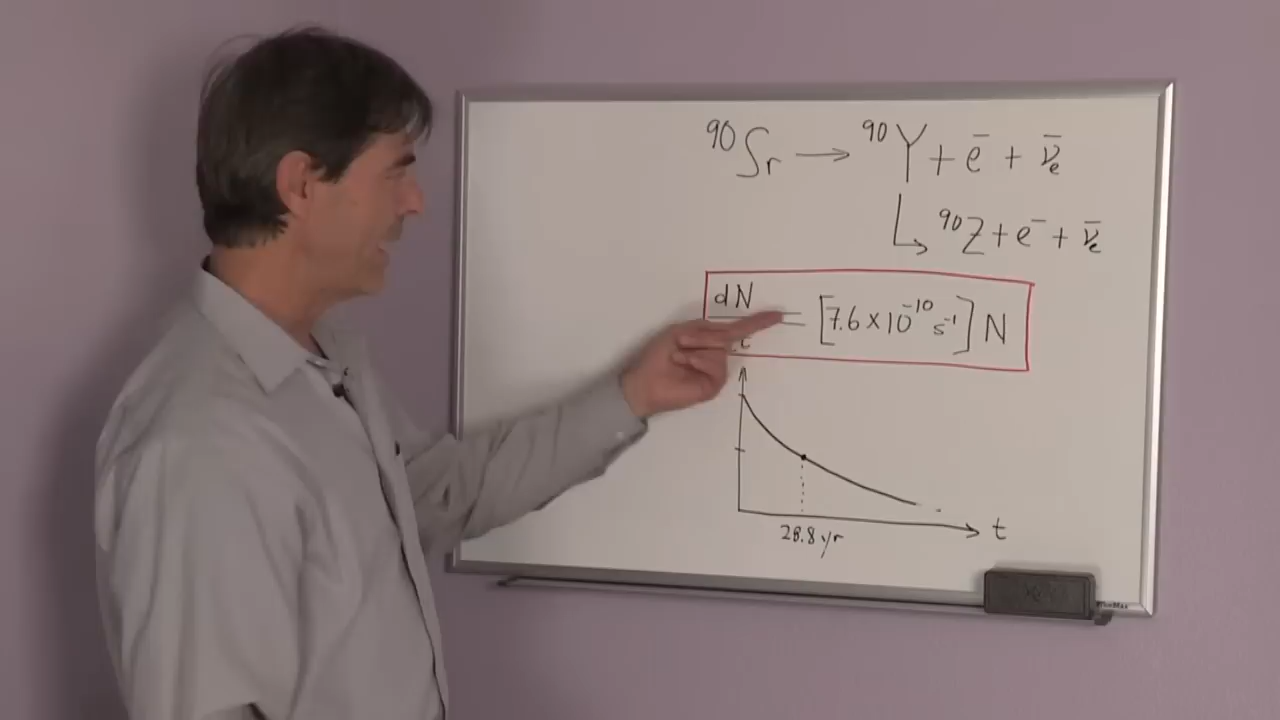 ⁹⁰Sr → ⁹⁰Y + e⁻ + ν̄ₑ
↳ ⁹⁰Z + e⁻ + ν̄ₑ
dN
= [7.6 × 10⁻¹⁰ s⁻¹] N
t
28.8 yr